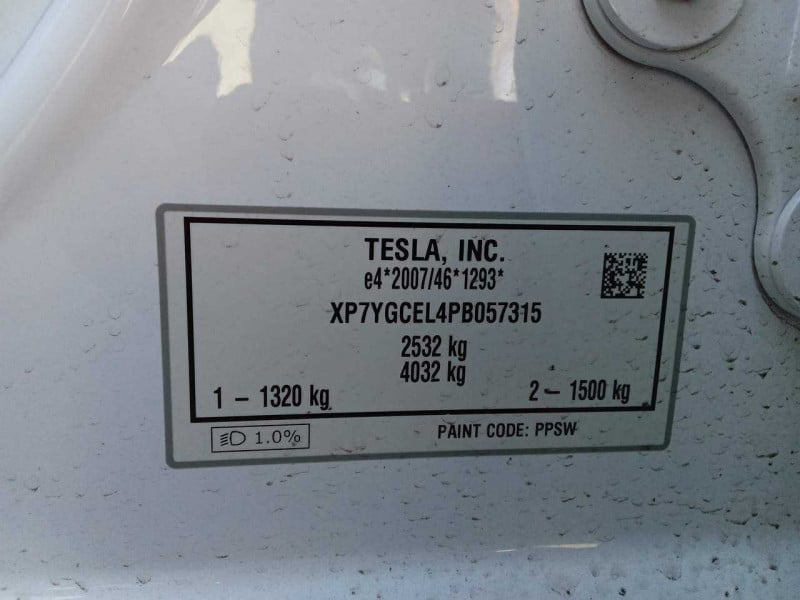 TESLA, INC.
e4*2007/46*1293*
XP7YGCEL4PB057315
2532 kg
4032 kg
1 – 1320 kg 2 – 1500 kg
1.0% PAINT CODE: PPSW